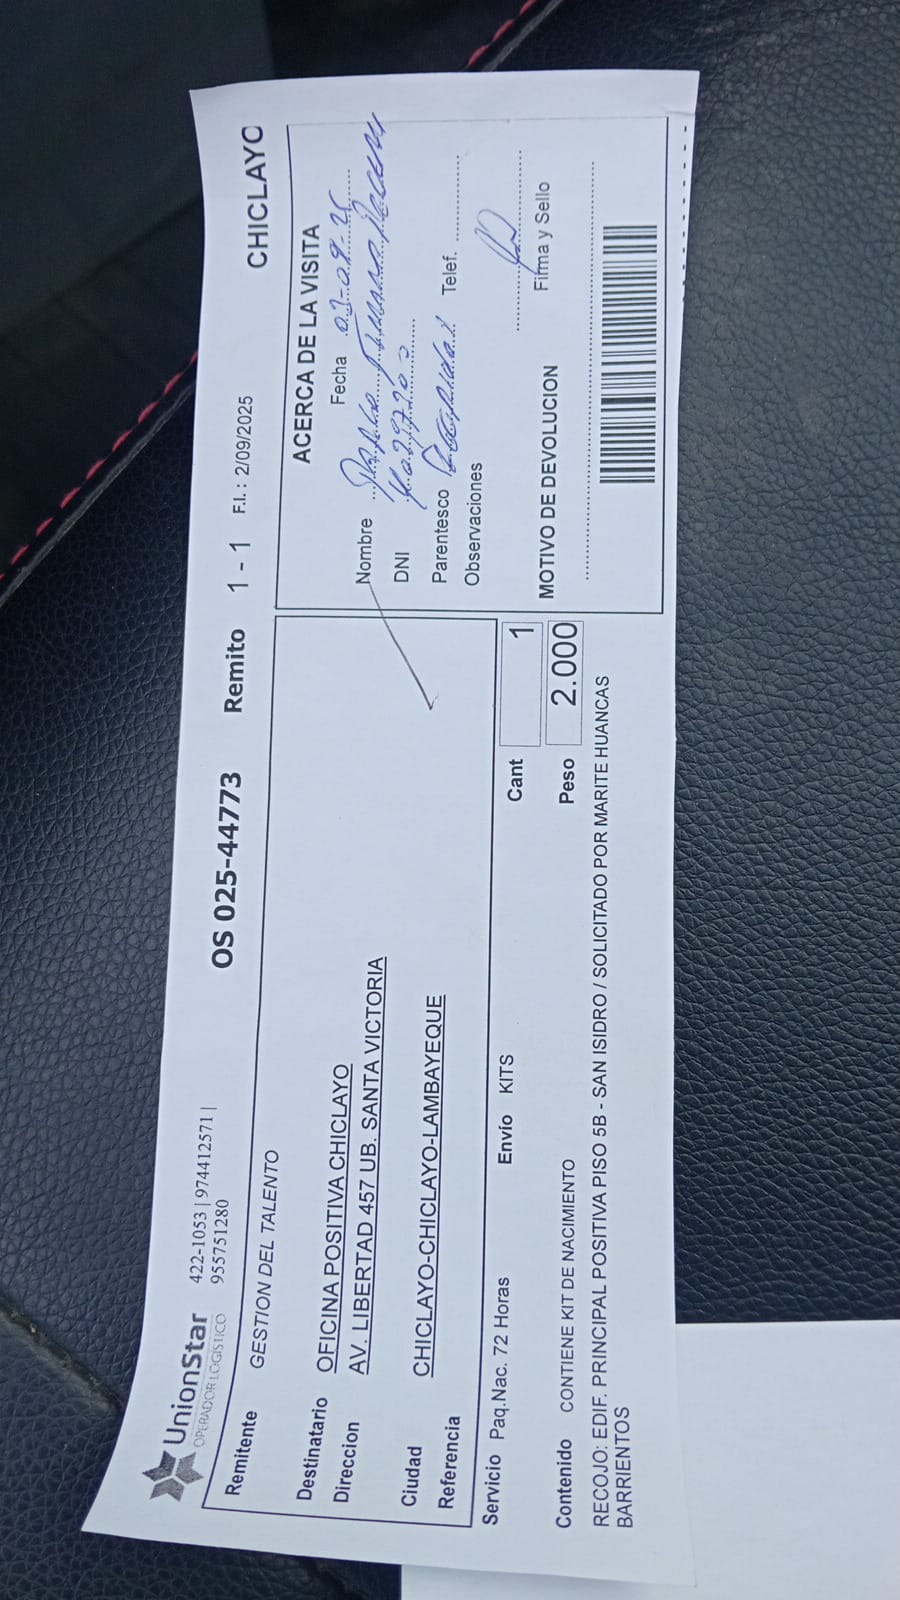 UnionStar
OPERADOR LOGÍSTICO
422-1053 | 974412571 |
955751280
OS 025-44773 Remito 1 - 1 F.I.: 2/09/2025 CHICLAYO
Remitente GESTION DEL TALENTO
Destinatario OFICINA POSITIVA CHICLAYO
Direccion AV. LIBERTAD 457 UB. SANTA VICTORIA
Ciudad CHICLAYO-CHICLAYO-LAMBAYEQUE
Referencia
Servicio Paq.Nac. 72 Horas Envío KITS Cant 1
Peso 2.000
Contenido CONTIENE KIT DE NACIMIENTO
RECOJO: EDIF. PRINCIPAL POSITIVA PISO 5B - SAN ISIDRO / SOLICITADO POR MARITE HUANCAS
BARRIENTOS
ACERCA DE LA VISITA
Fecha
Nombre
DNI
Parentesco Telef.
Observaciones
Firma y Sello
MOTIVO DE DEVOLUCION